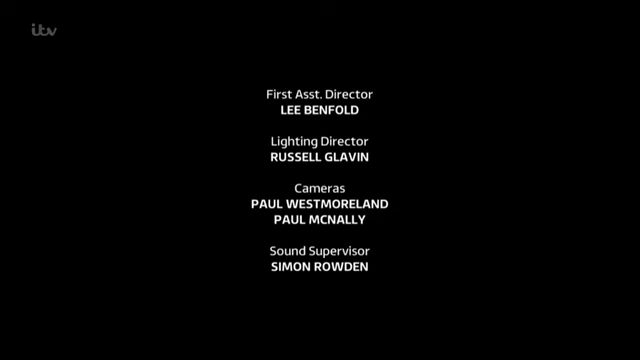 itv
First Asst. Director
LEE BENFOLD
Lighting Director
RUSSELL GLAVIN
Cameras
PAUL WESTMORELAND
PAUL MCNALLY
Sound Supervisor
SIMON ROWDEN